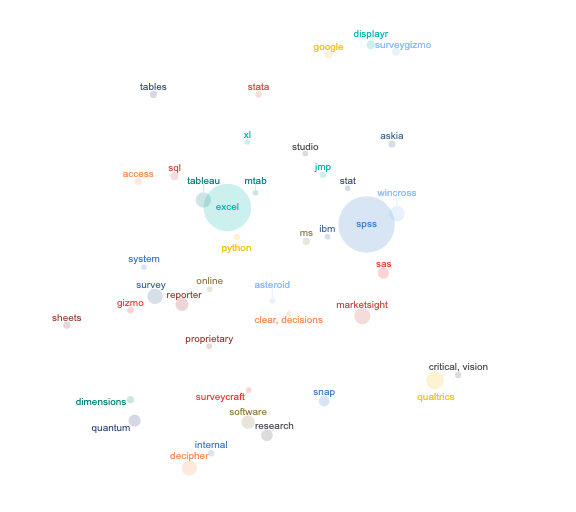 displayr
google
surveygizmo
tables
stata
xl
askia
studio
sql
access
jmp
tableau
mtab
stat
wincross
excel
spss
ibm
ms
python
system
sas
online
survey
asteroid
reporter
gizmo
marketsight
sheets
clear, decisions
proprietary
critical, vision
snap
surveycraft
qualtrics
dimensions
software
quantum
research
internal
decipher